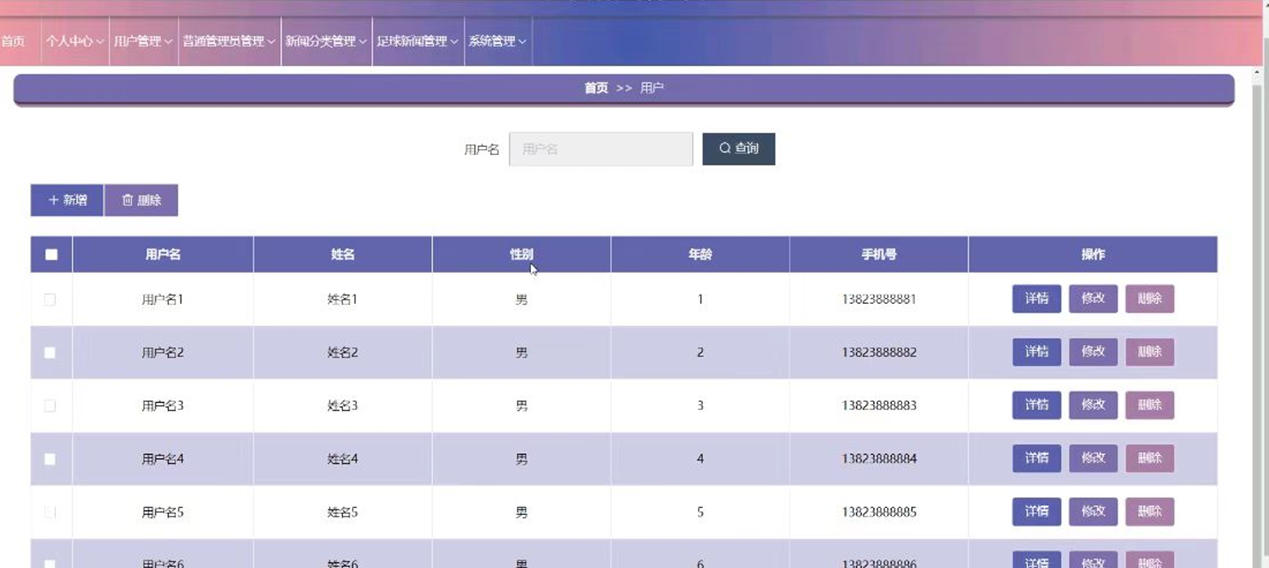 首页 个人中心 用户管理 普通管理员管理 新闻分类管理 足球新闻管理 系统管理
首页 >> 用户
用户名 用户名 查询
新增 删除
用户名 姓名 性别 年龄 手机号 操作
用户名1 姓名1 男 1 13823888881 详情 修改 删除
用户名2 姓名2 男 2 13823888882 详情 修改 删除
用户名3 姓名3 男 3 13823888883 详情 修改 删除
用户名4 姓名4 男 4 13823888884 详情 修改 删除
用户名5 姓名5 男 5 13823888885 详情 修改 删除
用户名6 姓名6 男 6 13823888886 详情 修改 删除